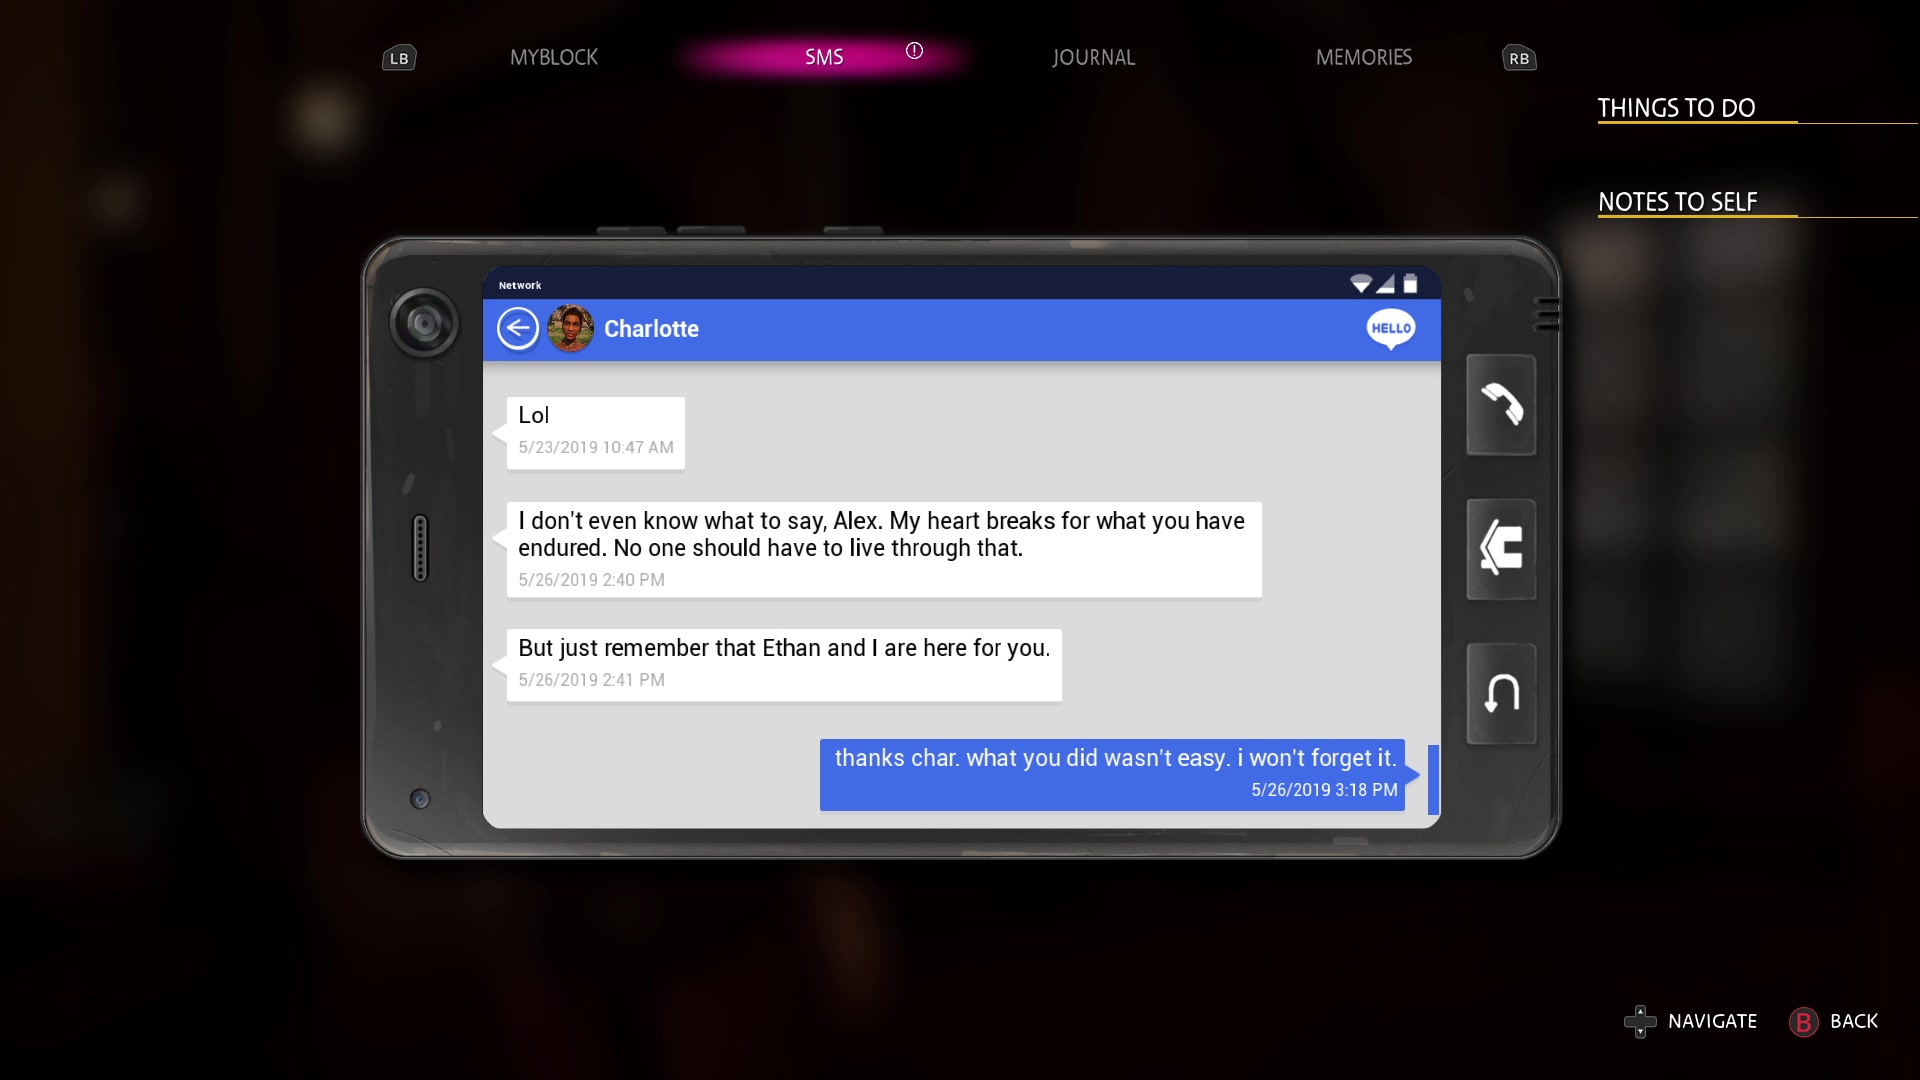 LB
MYBLOCK
SMS
JOURNAL
MEMORIES
RB
THINGS TO DO
NOTES TO SELF
Network
Charlotte
HELLO
Lol
5/23/2019 10:47 AM
I don't even know what to say, Alex. My heart breaks for what you have
endured. No one should have to live through that.
5/26/2019 2:40 PM
But just remember that Ethan and I are here for you.
5/26/2019 2:41 PM
thanks char. what you did wasn't easy. i won't forget it.
5/26/2019 3:18 PM
NAVIGATE
B BACK